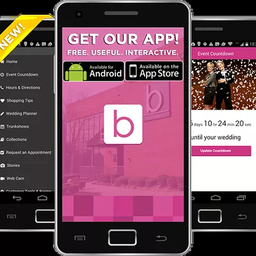 NEW!
GET OUR APP!
FREE. USEFUL. INTERACTIVE.
Available for
Android
Available on the
App Store
b
Home
Event Countdown
Hours & Directions
Shopping Tips
Wedding Planner
Trunkshows
Collections
Request an Appointment
Stories
Web Cam
Event Countdown
days 10 hrs 24 min 20 sec
until your wedding
Update Countdown